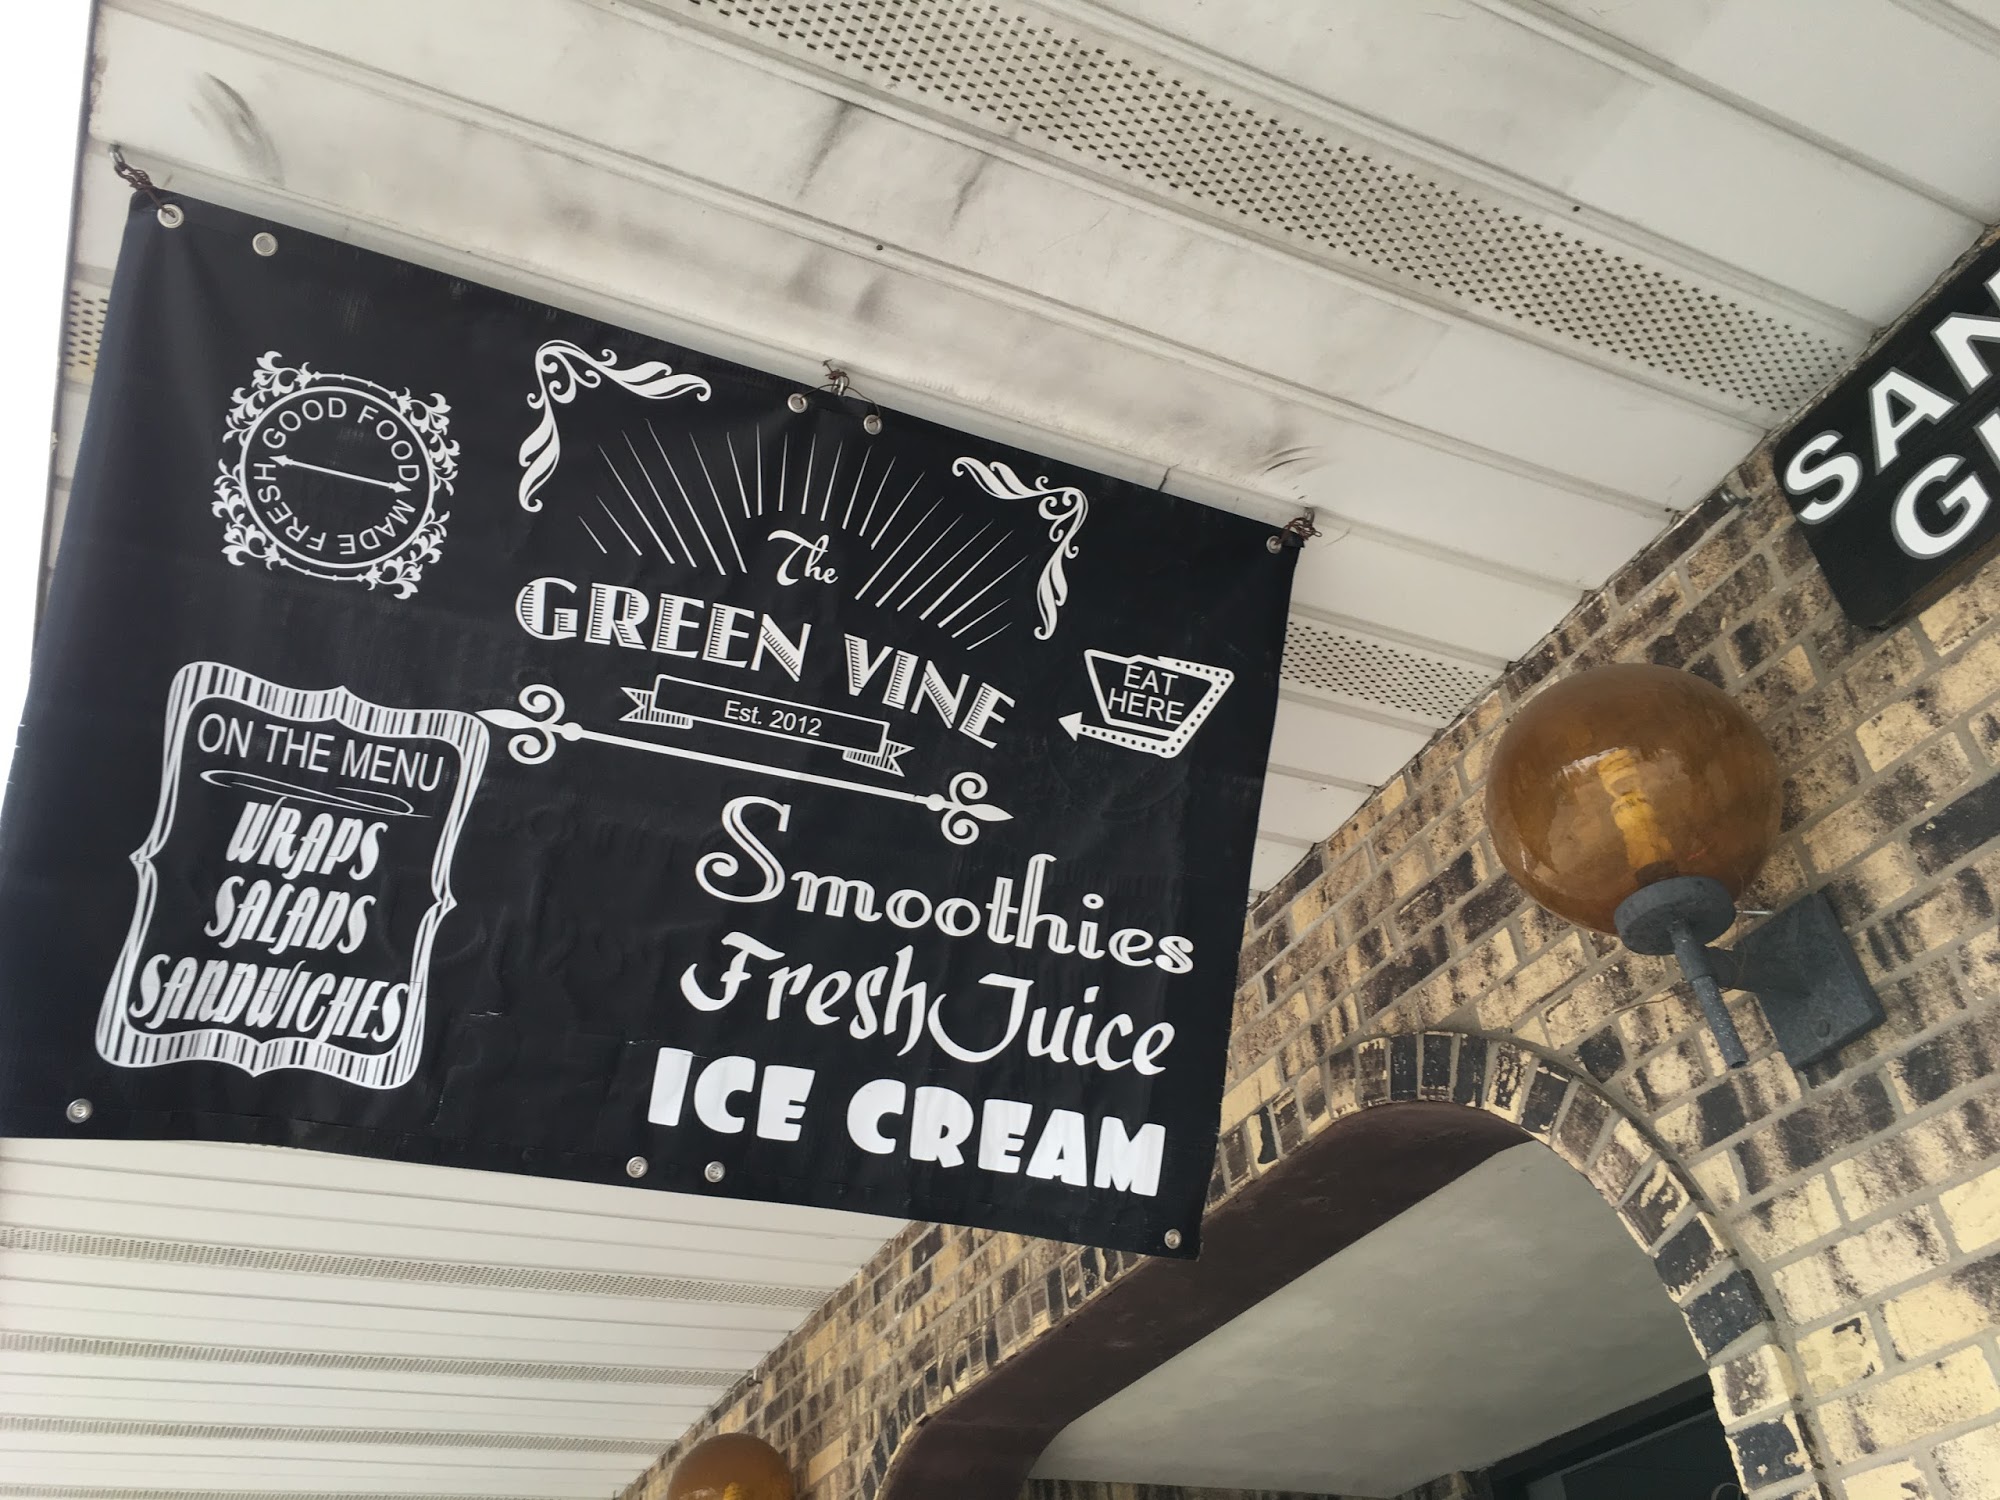 GOOD FOOD
MADE FRESH
The
GREEN VINE
Est. 2012
EAT
HERE
ON THE MENU
WRAPS
SALADS
SANDWICHES
Smoothies
Fresh Juice
ICE CREAM